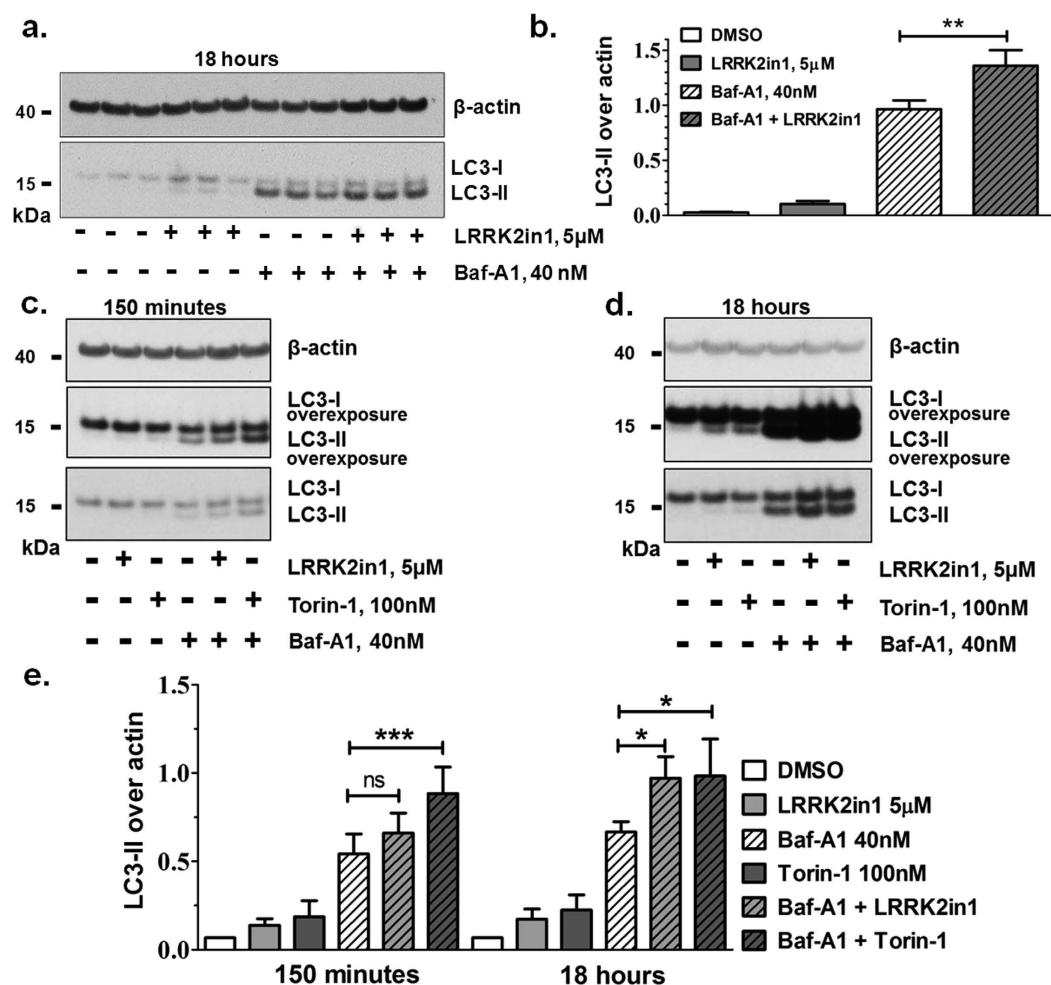 a.
18 hours
40
β-actin
15
LC3-I
LC3-II
kDa
- - - + + + - - - + + + LRRK2in1, 5µM
- - - - - - + + + + + + Baf-A1, 40 nM
b.
**
DMSO
LRRK2in1, 5µM
Baf-A1, 40nM
Baf-A1 + LRRK2in1
LC3-II over actin
1.5
1.0
0.5
0.0
c.
150 minutes
40
β-actin
15
LC3-I
overexposure
LC3-II
overexposure
15
LC3-I
LC3-II
kDa
- + - - + - LRRK2in1, 5µM
- - + - - + Torin-1, 100nM
- - - + + + Baf-A1, 40nM
d.
18 hours
40
β-actin
15
LC3-I
overexposure
LC3-II
overexposure
15
LC3-I
LC3-II
kDa
- + - - + - LRRK2in1, 5µM
- - + - - + Torin-1, 100nM
- - - + + + Baf-A1, 40nM
e.
LC3-II over actin
1.5
1.0
0.5
0.0
ns
***
*
*
150 minutes
18 hours
DMSO
LRRK2in1 5µM
Baf-A1 40nM
Torin-1 100nM
Baf-A1 + LRRK2in1
Baf-A1 + Torin-1